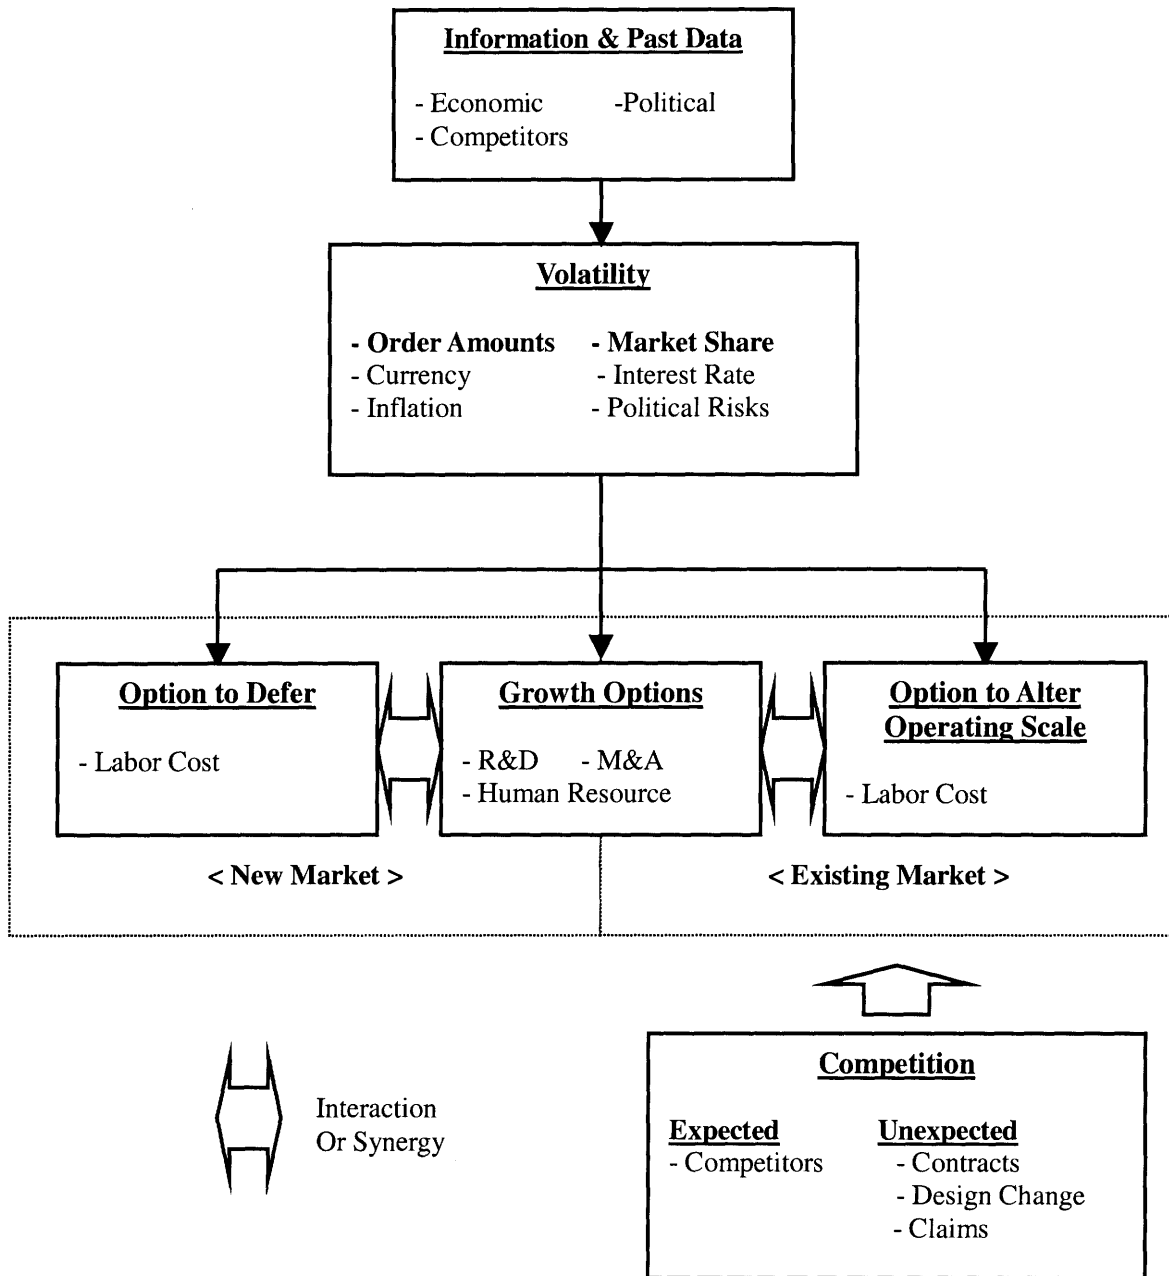 Information & Past Data
- Economic -Political
- Competitors
Volatility
- Order Amounts - Market Share
- Currency - Interest Rate
- Inflation - Political Risks
Option to Defer
- Labor Cost
Growth Options
- R&D - M&A
- Human Resource
Option to Alter
Operating Scale
- Labor Cost
< New Market >
< Existing Market >
Interaction
Or Synergy
Competition
Expected Unexpected
- Competitors - Contracts
- Design Change
- Claims